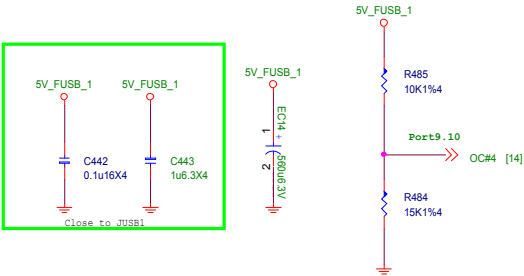 5V_FUSB_1
5V_FUSB_1
C442
0.1u16X4
C443
1u6.3X4
Close to JUSB1
5V_FUSB_1
1
EC14
+
2
560u6.3V
5V_FUSB_1
R485
10K1%4
Port9.10
OC#4 [14]
R484
15K1%4